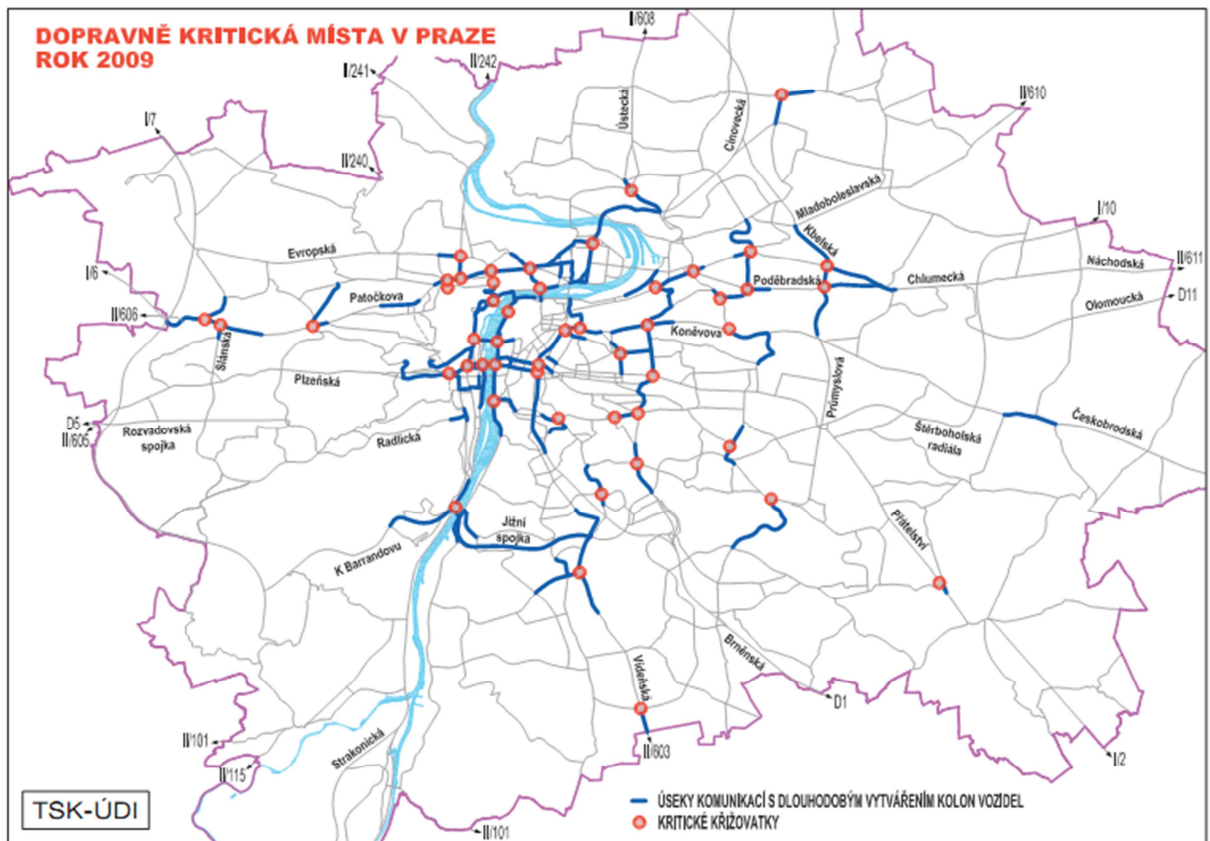 DOPRAVNĚ KRITICKÁ MÍSTA V PRAZE
ROK 2009
I/608
II/242
I/241
II/610
I/7
II/240
Ústecká
Cínovecká
Mladoboleslavská
Kbelská
I/10
Evropská
I/6
Patočkova
Poděbradská
Chlumecká
Náchodská
II/611
Olomoucká
D11
II/606
Slánská
Koněvova
Plzeňská
Průmyslová
D5
II/605
Rozvadovská
spojka
Radlická
Štěrboholská
radiála
Českobrodská
Jižní
spojka
K Barrandovu
Přátelství
Vídeňská
Brněnská
D1
II/101
Strakonická
II/603
I/2
II/115
TSK-ÚDI
ÚSEKY KOMUNIKACÍ S DLOUHODOBÝM VYTVÁŘENÍM KOLON VOZIDEL
KRITICKÉ KŘIŽOVATKY
II/101